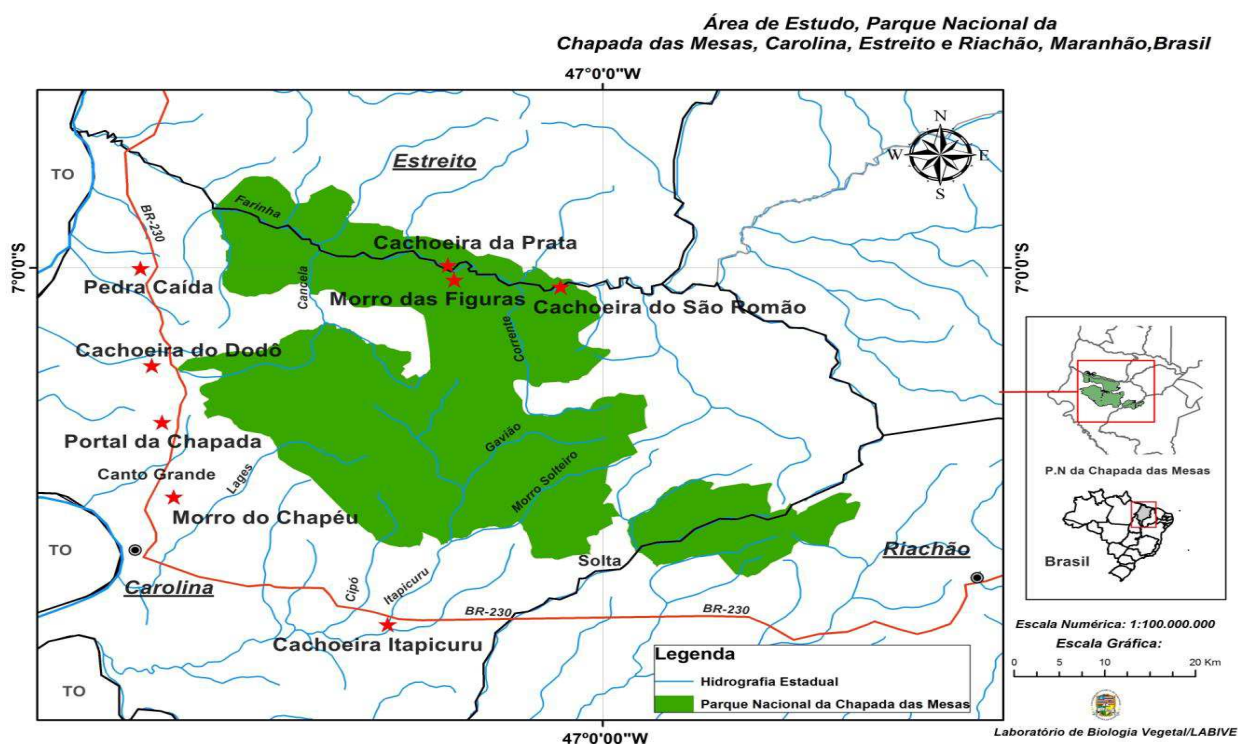 Área de Estudo, Parque Nacional da
Chapada das Mesas, Carolina, Estreito e Riachão, Maranhão,Brasil
47°0'0"W
N
W
E
S
Estreito
TO
BR-230
Farinha
Cachoeira da Prata
7°0'0"S
7°0'0"S
Pedra Caída
Cancela
Morro das Figuras
Cachoeira do São Romão
Corrente
Cachoeira do Dodô
Portal da Chapada
Gavião
Canto Grande
Lages
Morro Solteiro
Morro do Chapéu
P.N da Chapada das Mesas
TO
Solta
Riachão
Brasil
Carolina
Cipó
Itapicuru
BR-230
BR-230
Cachoeira Itapicuru
Escala Numérica: 1:100.000.000
Escala Gráfica:
0 5 10 20 Km
Legenda
Hidrografia Estadual
Parque Nacional da Chapada das Mesas
TO
Laboratório de Biologia Vegetal/LABIVE
47°0'0"W